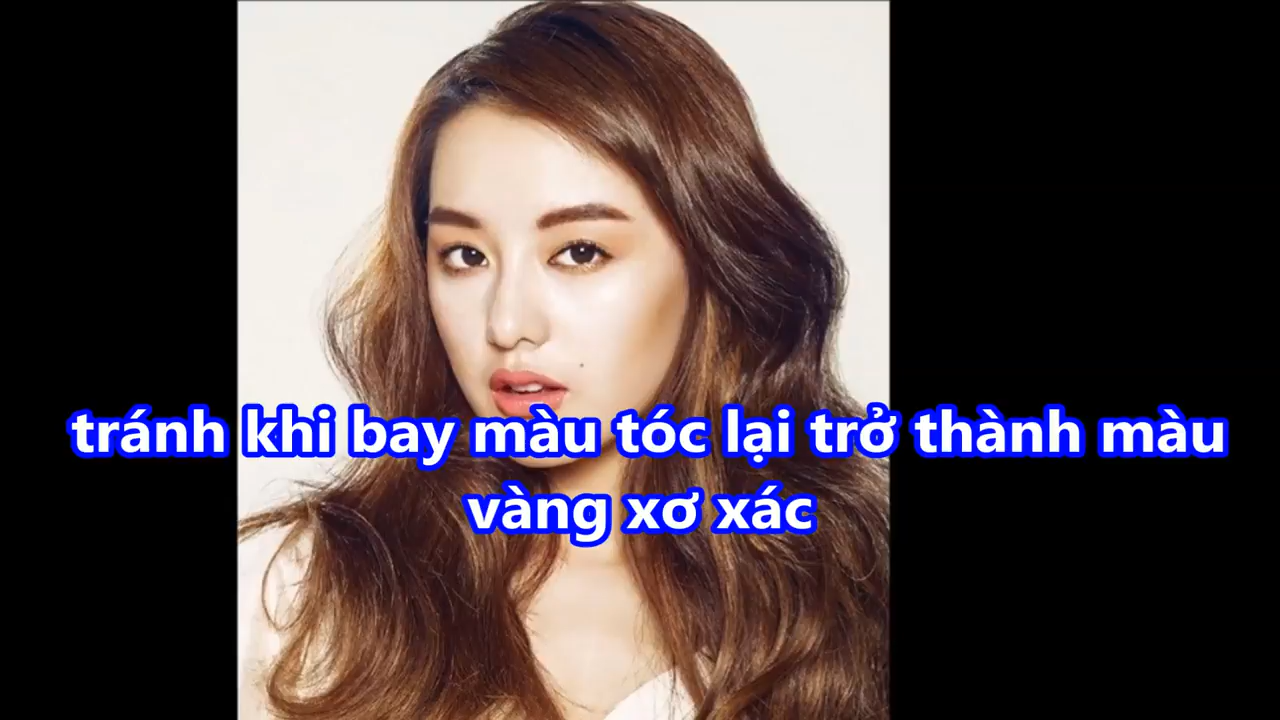 tránh khi bay màu tóc lại trở thành màu
vàng xơ xác